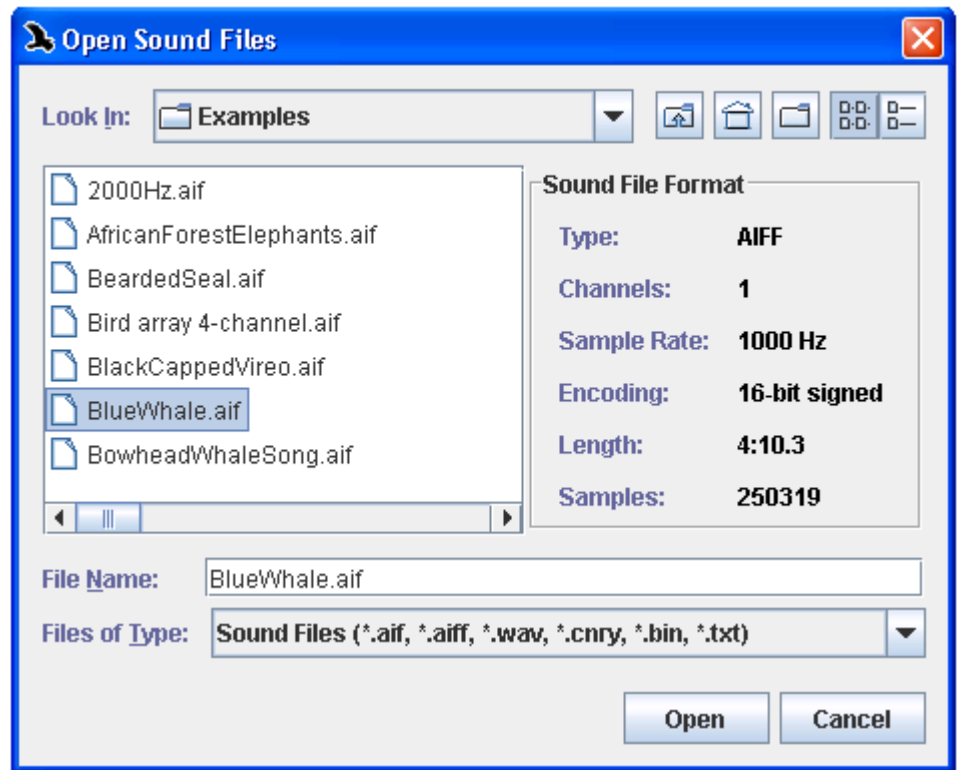 Open Sound Files
Look In: Examples
2000Hz.aif
AfricanForestElephants.aif
BeardedSeal.aif
Bird array 4-channel.aif
BlackCappedVireo.aif
BlueWhale.aif
BowheadWhaleSong.aif
Sound File Format
Type: AIFF
Channels: 1
Sample Rate: 1000 Hz
Encoding: 16-bit signed
Length: 4:10.3
Samples: 250319
File Name: BlueWhale.aif
Files of Type: Sound Files (*.aif, *.aiff, *.wav, *.cnry, *.bin, *.txt)
Open Cancel